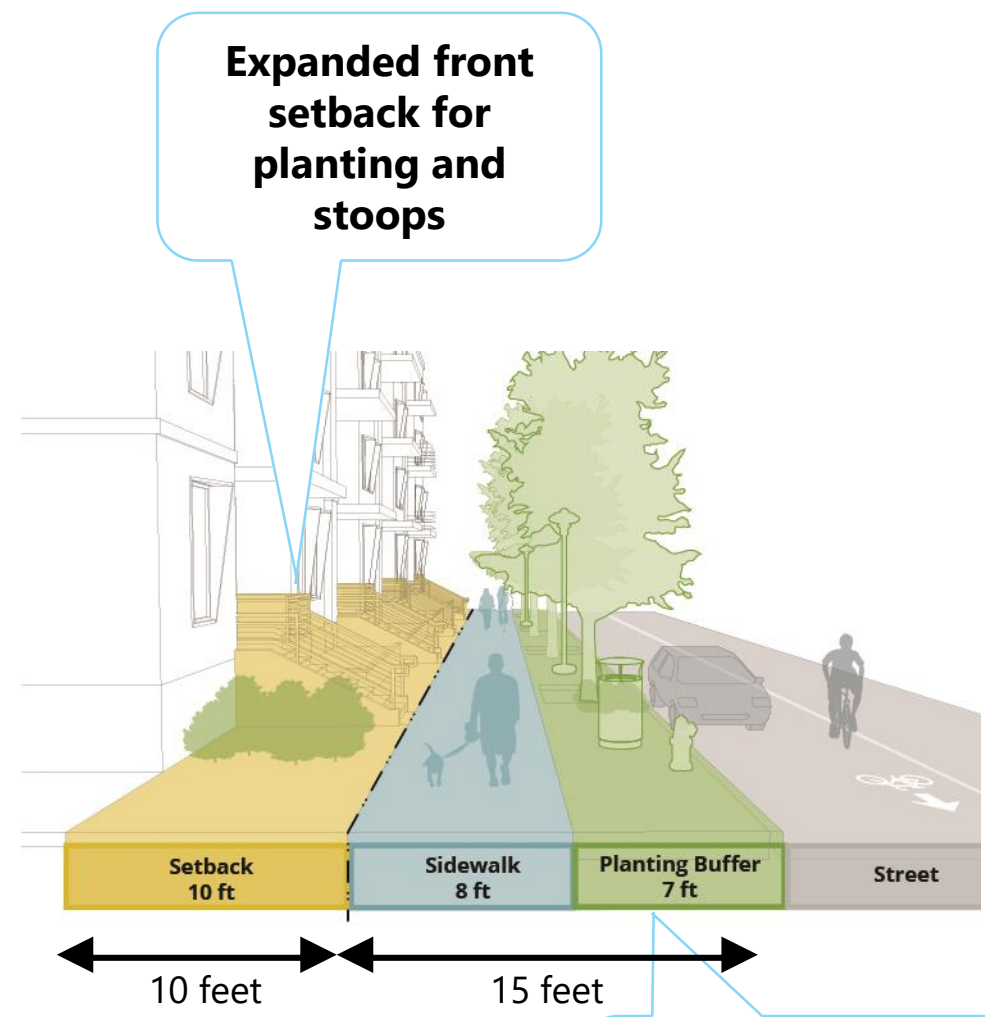 Expanded front
setback for
planting and
stoops
Setback
10 ft
Sidewalk
8 ft
Planting Buffer
7 ft
Street
10 feet
15 feet